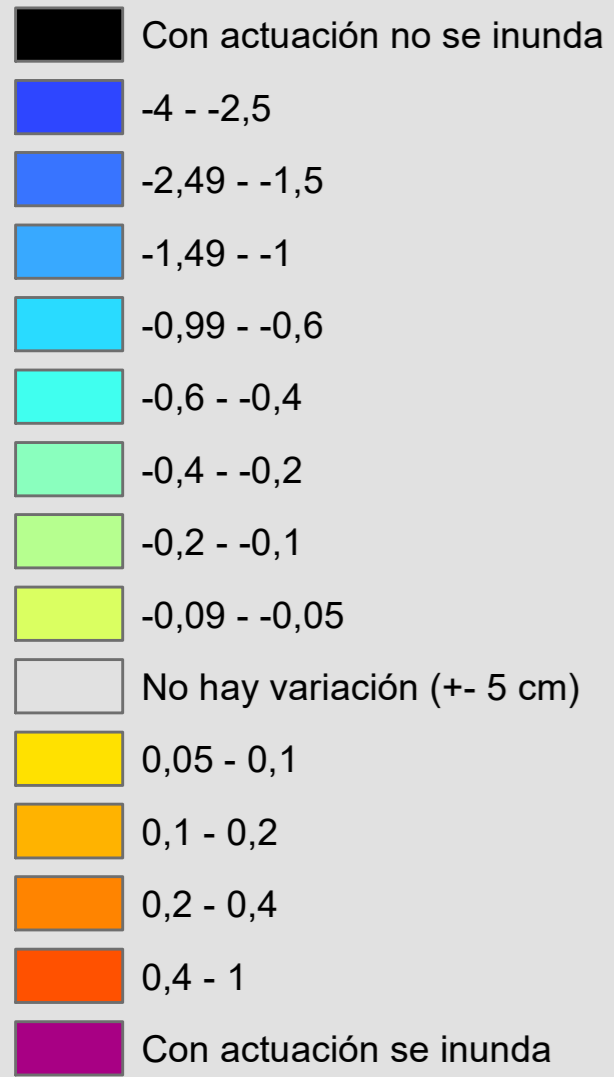 Con actuación no se inunda
-4 - -2,5
-2,49 - -1,5
-1,49 - -1
-0,99 - -0,6
-0,6 - -0,4
-0,4 - -0,2
-0,2 - -0,1
-0,09 - -0,05
No hay variación (+- 5 cm)
0,05 - 0,1
0,1 - 0,2
0,2 - 0,4
0,4 - 1
Con actuación se inunda